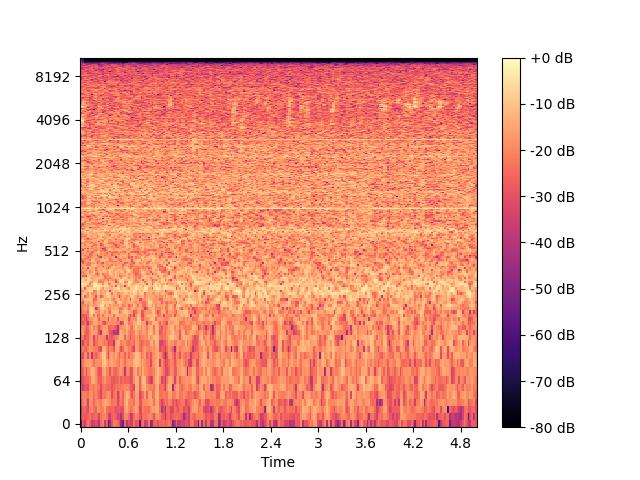 8192
4096
2048
1024
512
256
128
64
0
Hz
0 0.6 1.2 1.8 2.4 3 3.6 4.2 4.8
Time
+0 dB
-10 dB
-20 dB
-30 dB
-40 dB
-50 dB
-60 dB
-70 dB
-80 dB